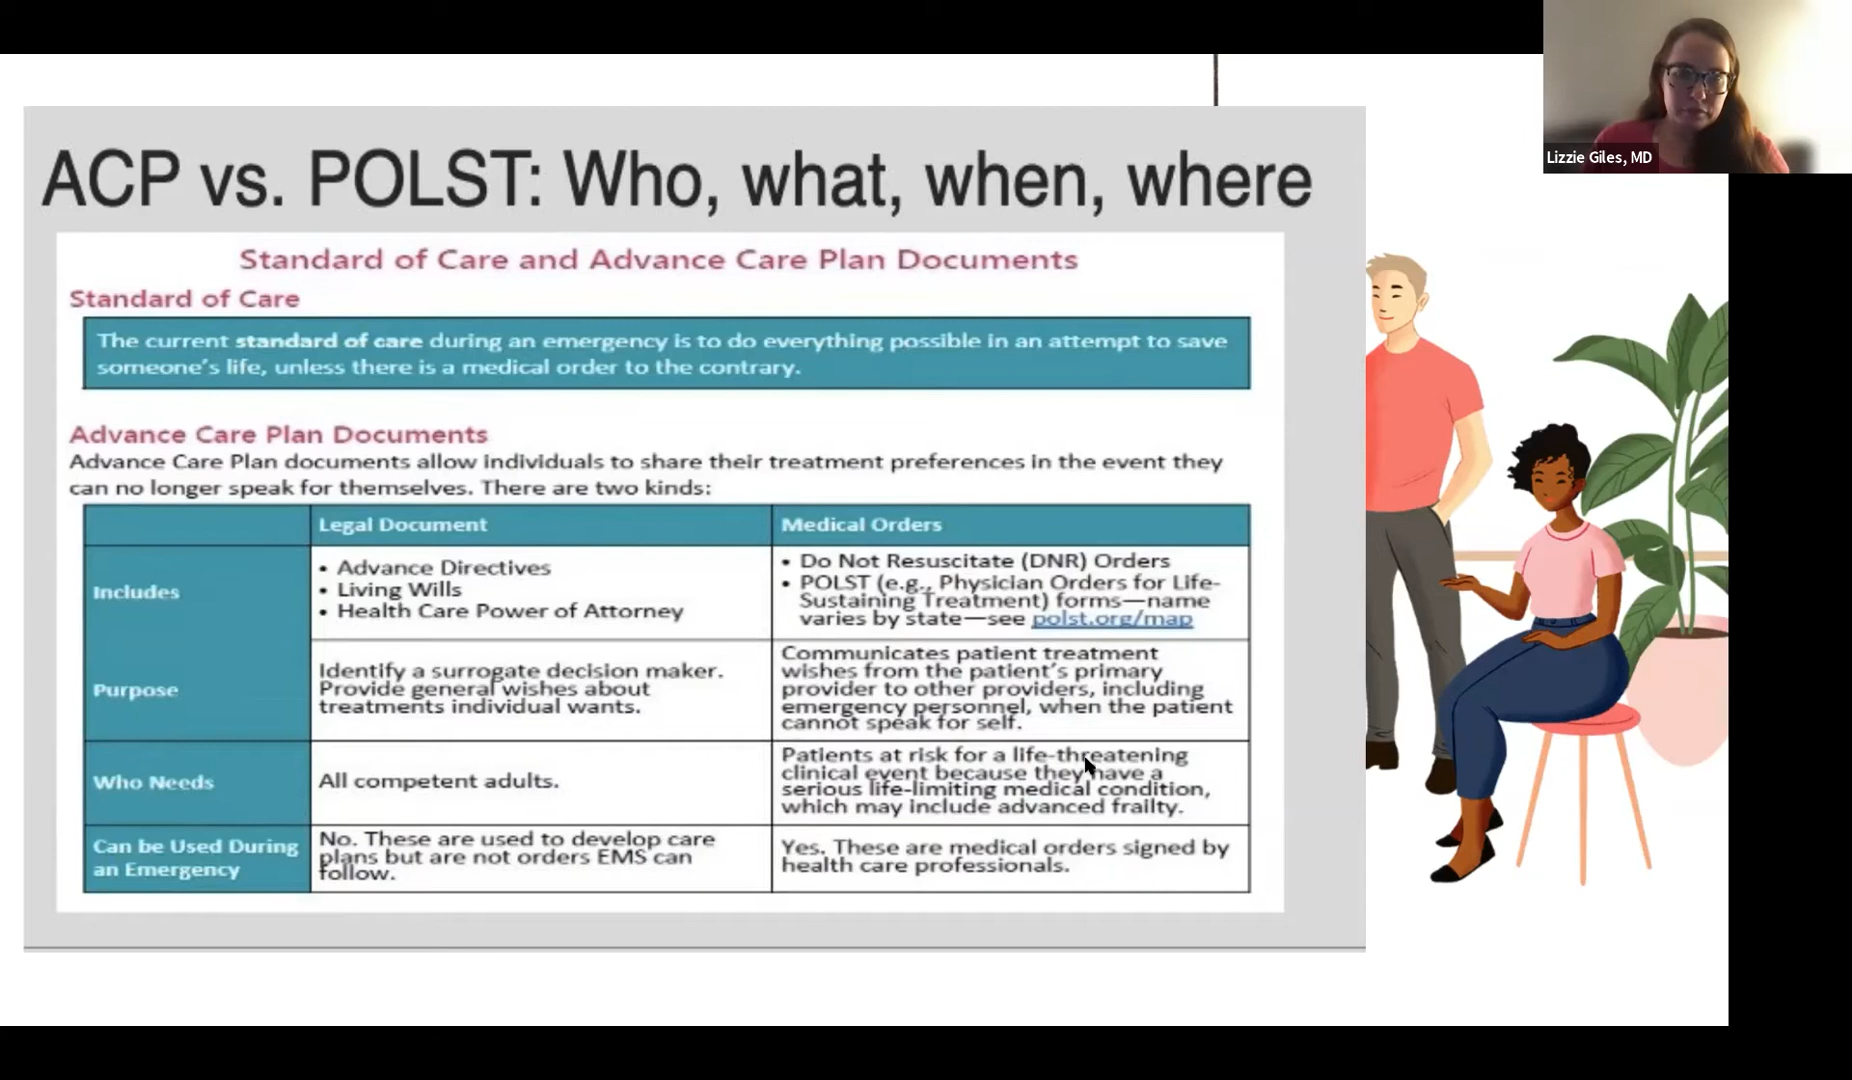 Lizzie Giles, MD
ACP vs. POLST: Who, what, when, where
Standard of Care and Advance Care Plan Documents
Standard of Care
The current standard of care during an emergency is to do everything possible in an attempt to save
someone's life, unless there is a medical order to the contrary.
Advance Care Plan Documents
Advance Care Plan documents allow individuals to share their treatment preferences in the event they
can no longer speak for themselves. There are two kinds:
Legal Document
Medical Orders
Includes
• Advance Directives
• Living Wills
• Health Care Power of Attorney
• Do Not Resuscitate (DNR) Orders
• POLST (e.g., Physician Orders for Life-
Sustaining Treatment) forms—name
varies by state—see polst.org/map
Purpose
Identify a surrogate decision maker.
Provide general wishes about
treatments individual wants.
Communicates patient treatment
wishes from the patient's primary
provider to other providers, including
emergency personnel, when the patient
cannot speak for self.
Who Needs
All competent adults.
Patients at risk for a life-threatening
clinical event because they have a
serious life-limiting medical condition,
which may include advanced frailty.
Can be Used During
an Emergency
No. These are used to develop care
plans but are not orders EMS can
follow.
Yes. These are medical orders signed by
health care professionals.